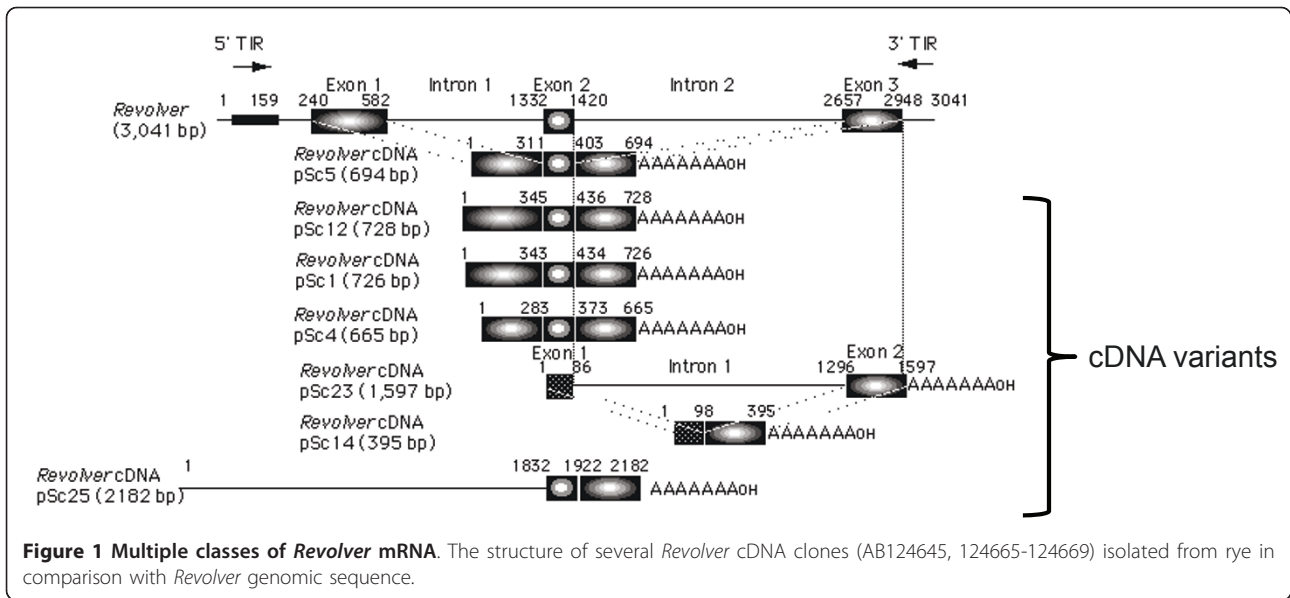 5' TIR 3' TIR
Exon 1 Intron 1 Exon 2 Intron 2 Exon 3
Revolver 1 159 240 582 1332 1420 2657 2948 3041
(3,041 bp)
Revolver cDNA 1 311 403 694
pSc5 (694 bp) AAAAAAAOH
Revolver cDNA 1 345 436 728
pSc12 (728 bp) AAAAAAAOH
Revolver cDNA 1 343 434 726
pSc1 (726 bp) AAAAAAAOH
Revolver cDNA 1 283 373 665
pSc4 (665 bp) AAAAAAAOH
Exon 1 Intron 1 Exon 2
Revolver cDNA 1 86 1296 1597
pSc23 (1,597 bp) AAAAAAAOH
Revolver cDNA 1 98 395
pSc14 (395 bp) AAAAAAAOH
Revolver cDNA 1 1832 1922 2182
pSc25 (2182 bp) AAAAAAAOH
cDNA variants
Figure 1 Multiple classes of Revolver mRNA. The structure of several Revolver cDNA clones (AB124645, 124665-124669) isolated from rye in
comparison with Revolver genomic sequence.